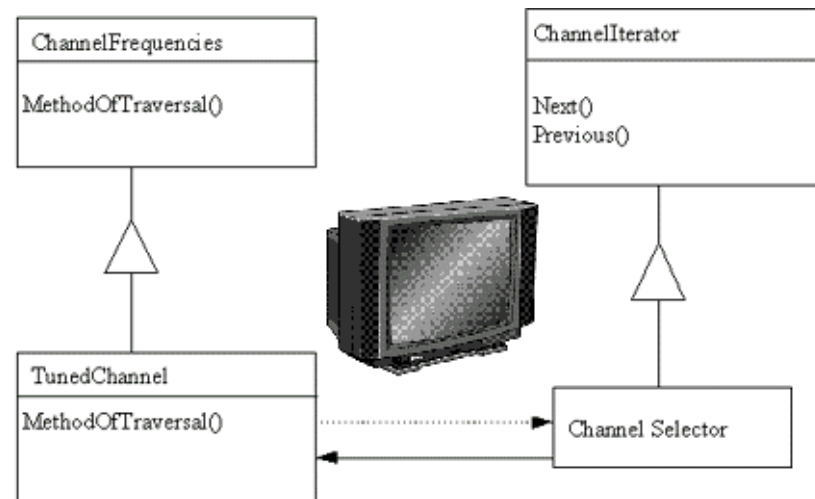 ChannelFrequencies
MethodOfTraversal()
ChannelIterator
Next()
Previous()
TunedChannel
MethodOfTraversal()
Channel Selector